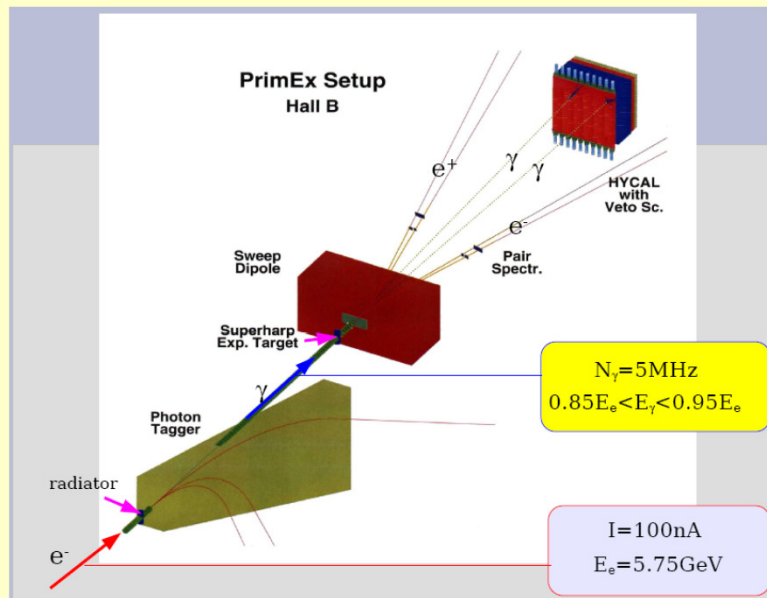 PrimEx Setup
Hall B
e⁺
γ
γ
HYCAL
with
Veto Sc.
e⁻
Pair
Spectr.
Sweep
Dipole
Superharp
Exp. Target
γ
Photon
Tagger
radiator
e⁻
Nᵧ=5MHz
0.85Eₑ<Eᵧ<0.95Eₑ
I=100nA
Eₑ=5.75GeV